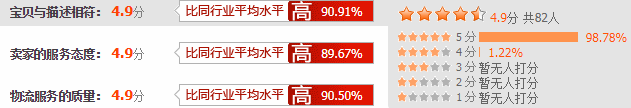 宝贝与描述相符: 4.9分 比同行业平均水平 高 90.91%
卖家的服务态度: 4.9分 比同行业平均水平 高 89.67%
物流服务的质量: 4.9分 比同行业平均水平 高 90.50%
4.9分 共82人
5分 98.78%
4分 1.22%
3分 暂无人打分
2分 暂无人打分
1分 暂无人打分